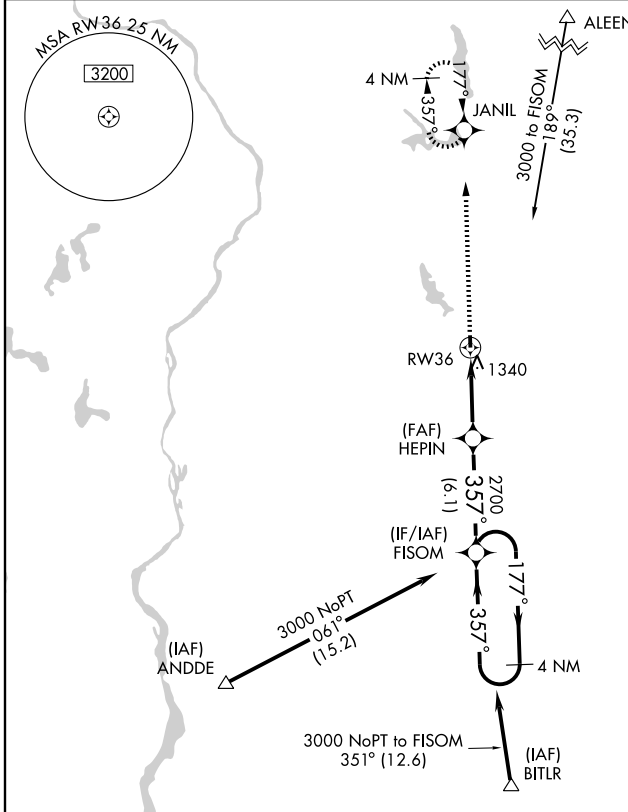 MSA RW36 25 NM
3200
ALEEN
3000 to FISOM
189°
(35.3)
4 NM
177°
357°
JANIL
RW36
1340
(FAF)
HEPIN
2700
357°
(6.1)
(IF/IAF)
FISOM
177°
357°
4 NM
3000 NoPT
061°
(15.2)
(IAF)
ANDDE
3000 NoPT to FISOM
351° (12.6)
(IAF)
BITLR